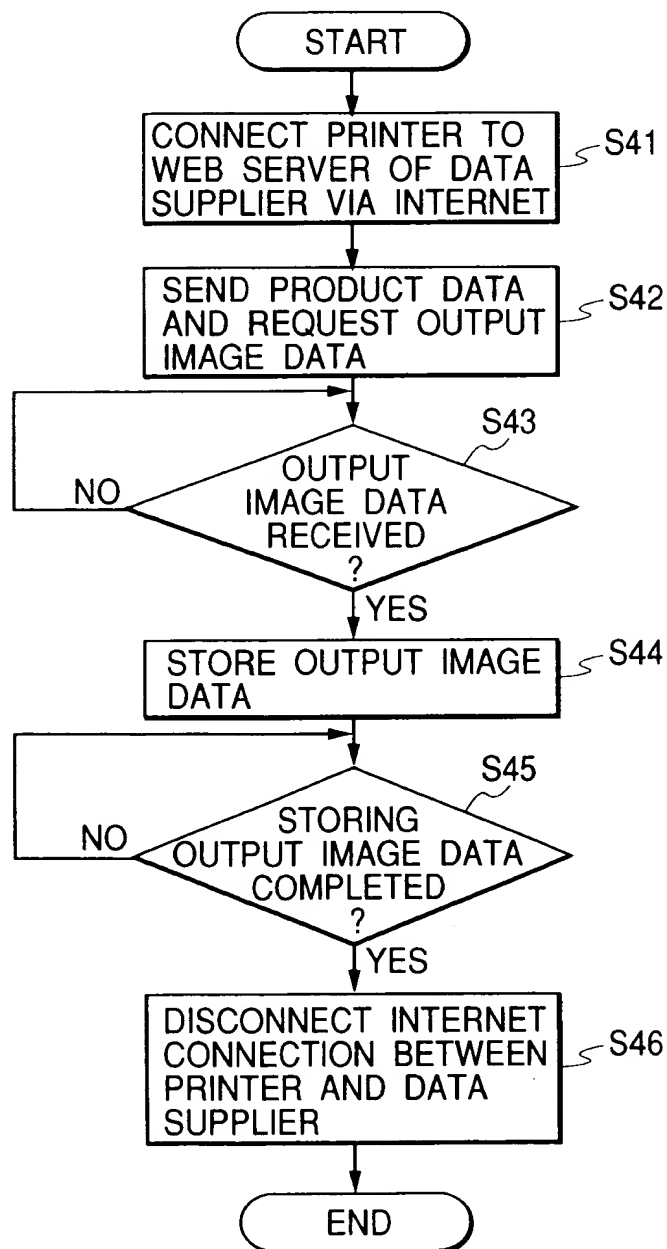 START
CONNECT PRINTER TO
WEB SERVER OF DATA
SUPPLIER VIA INTERNET
S41
SEND PRODUCT DATA
AND REQUEST OUTPUT
IMAGE DATA
S42
S43
OUTPUT
IMAGE DATA
RECEIVED
?
NO
YES
STORE OUTPUT IMAGE
DATA
S44
S45
STORING
OUTPUT IMAGE DATA
COMPLETED
?
NO
YES
DISCONNECT INTERNET
CONNECTION BETWEEN
PRINTER AND DATA
SUPPLIER
S46
END